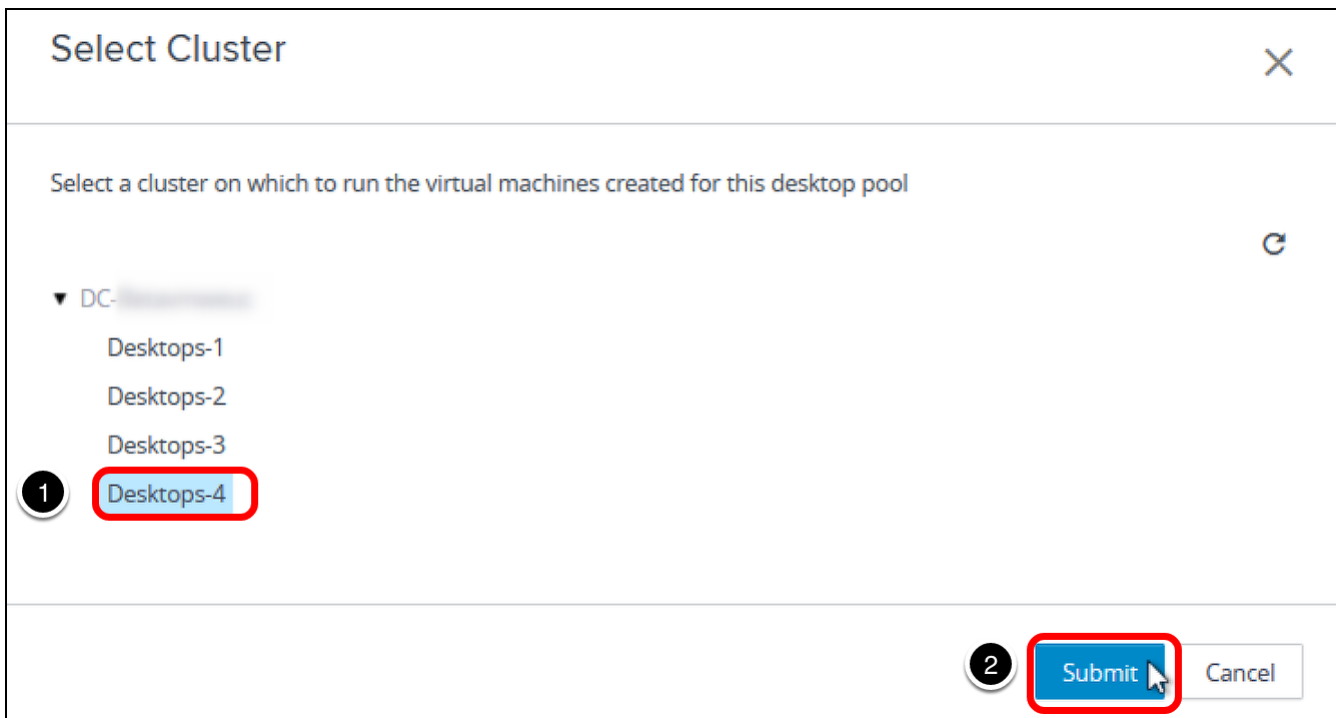 Select Cluster
Select a cluster on which to run the virtual machines created for this desktop pool
DC-
Desktops-1
Desktops-2
Desktops-3
1 Desktops-4
2 Submit Cancel